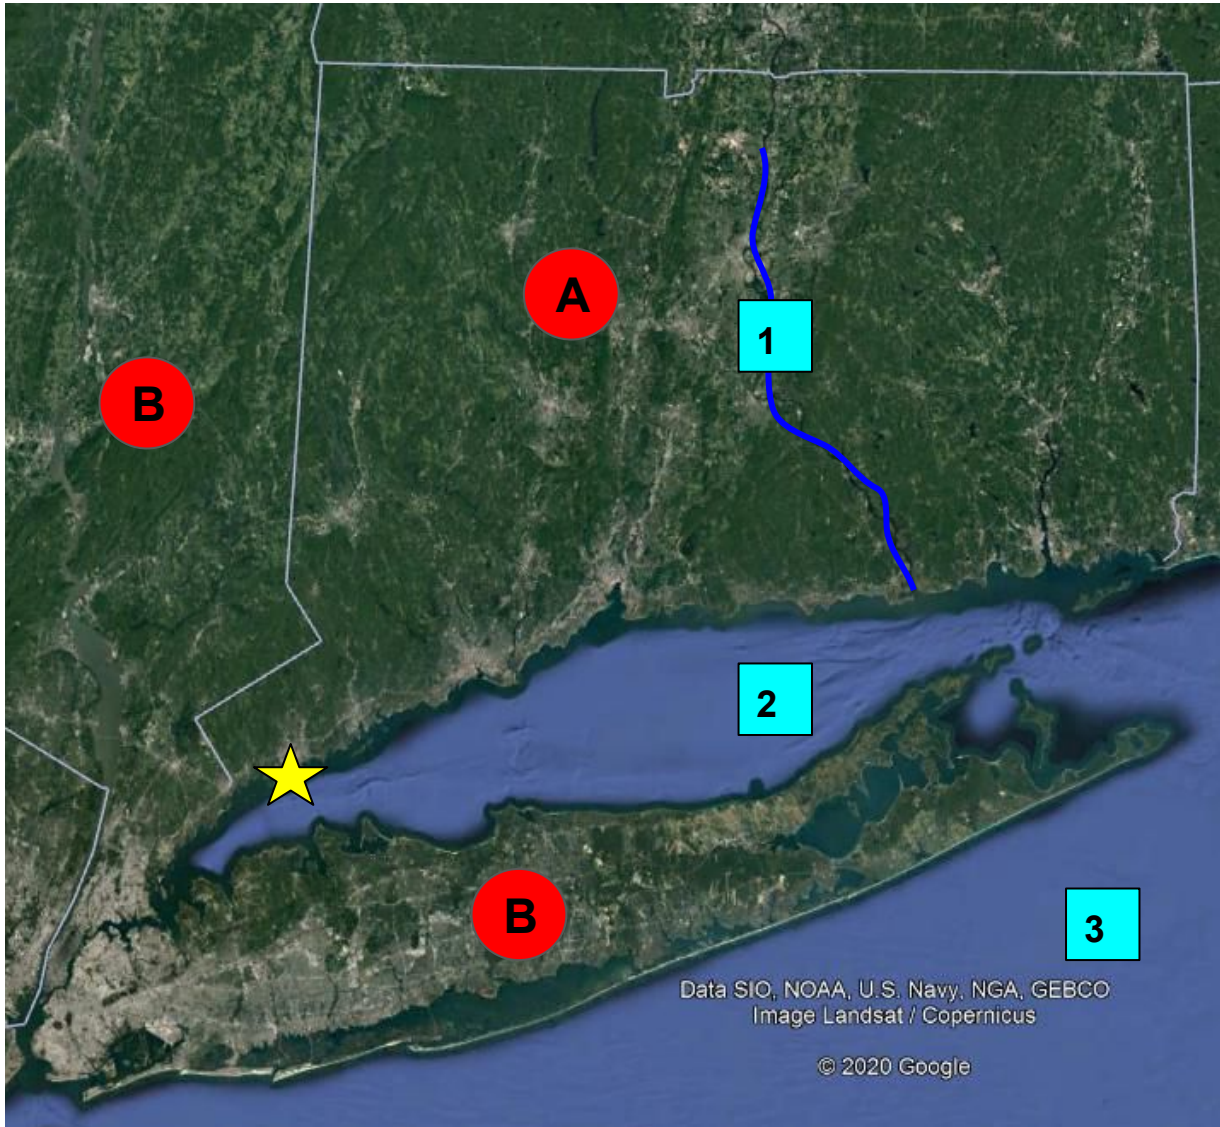 A
1
B
2
B
3
Data SIO, NOAA, U.S. Navy, NGA, GEBCO
Image Landsat / Copernicus
© 2020 Google